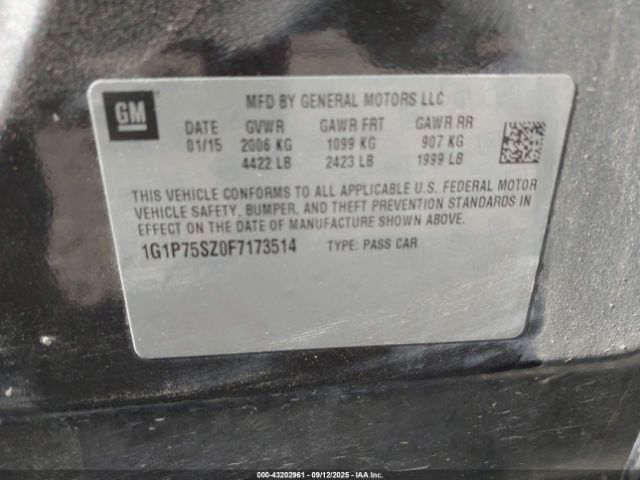 GM
MFD BY GENERAL MOTORS LLC
DATE GVWR GAWR FRT GAWR RR
01/15 2006 KG 1099 KG 907 KG
4422 LB 2423 LB 1999 LB
THIS VEHICLE CONFORMS TO ALL APPLICABLE U.S. FEDERAL MOTOR
VEHICLE SAFETY, BUMPER, AND THEFT PREVENTION STANDARDS IN
EFFECT ON THE DATE OF MANUFACTURE SHOWN ABOVE.
1G1P75SZ0F7173514 TYPE: PASS CAR
000-43202961 - 09/12/2025 - IAA Inc.